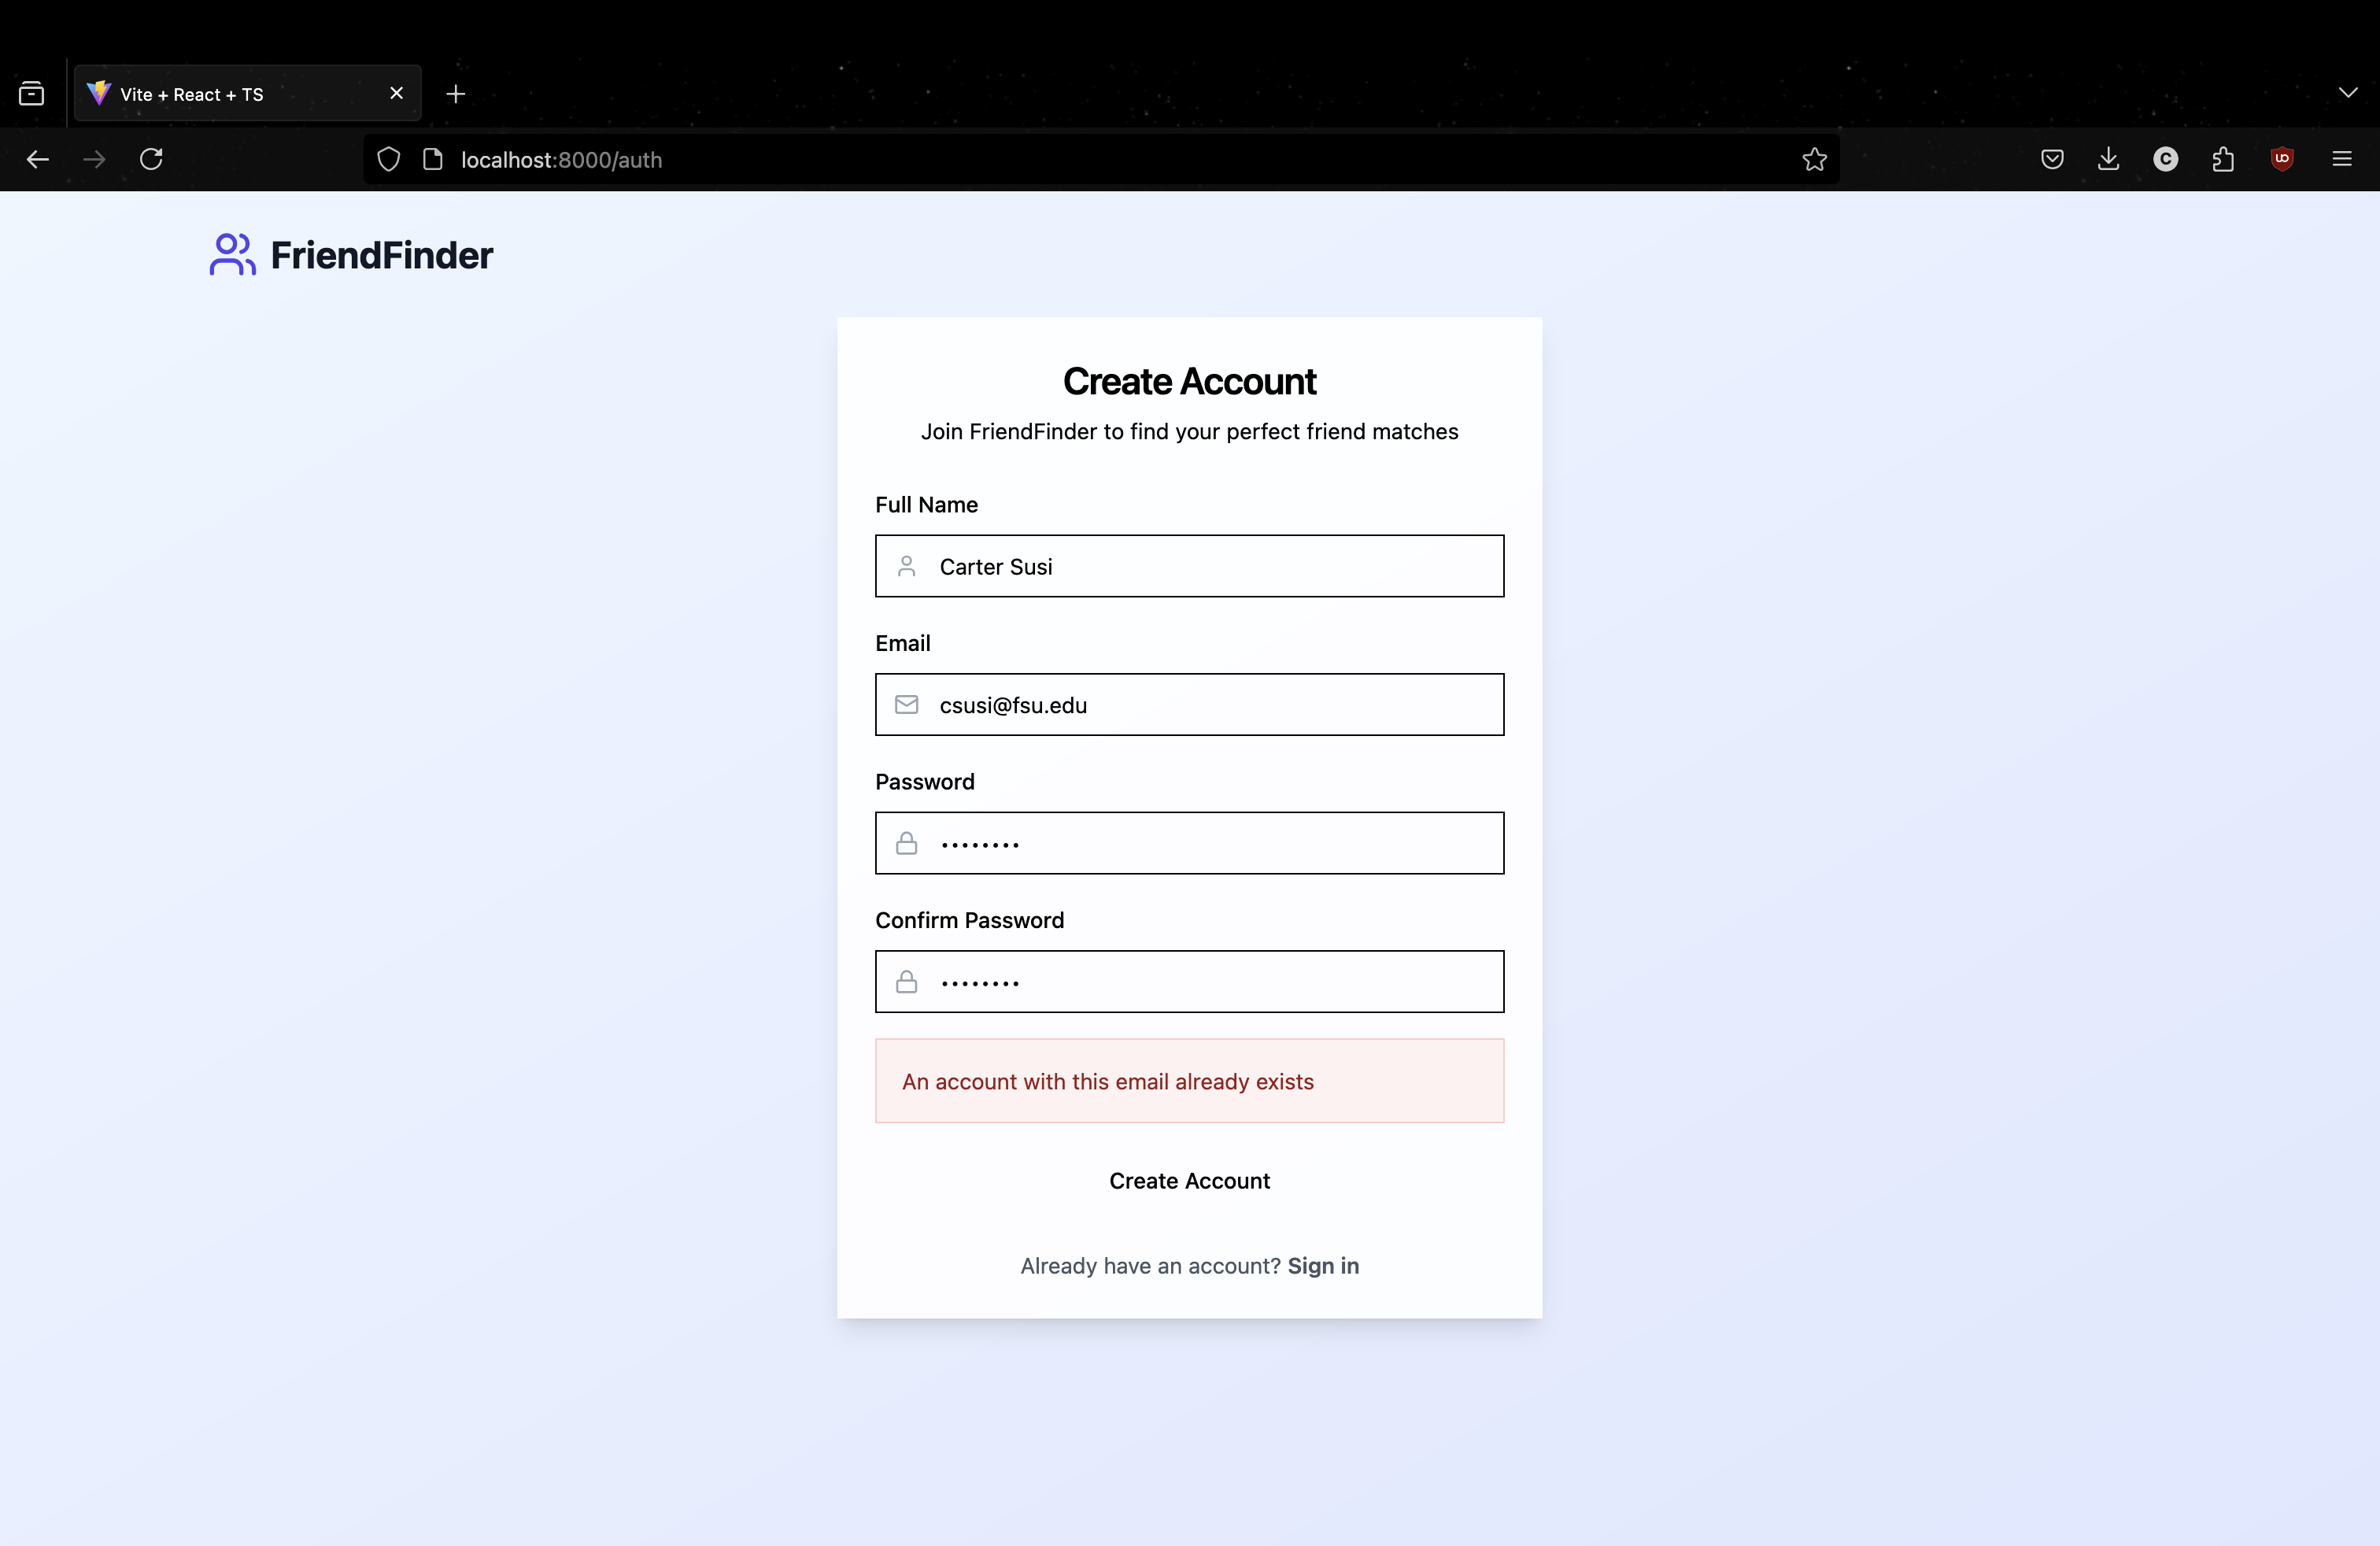 Vite + React + TS
localhost:8000/auth
C
UO
FriendFinder
Create Account
Join FriendFinder to find your perfect friend matches
Full Name
Carter Susi
Email
csusi@fsu.edu
Password
••••••••
Confirm Password
••••••••
An account with this email already exists
Create Account
Already have an account? Sign in